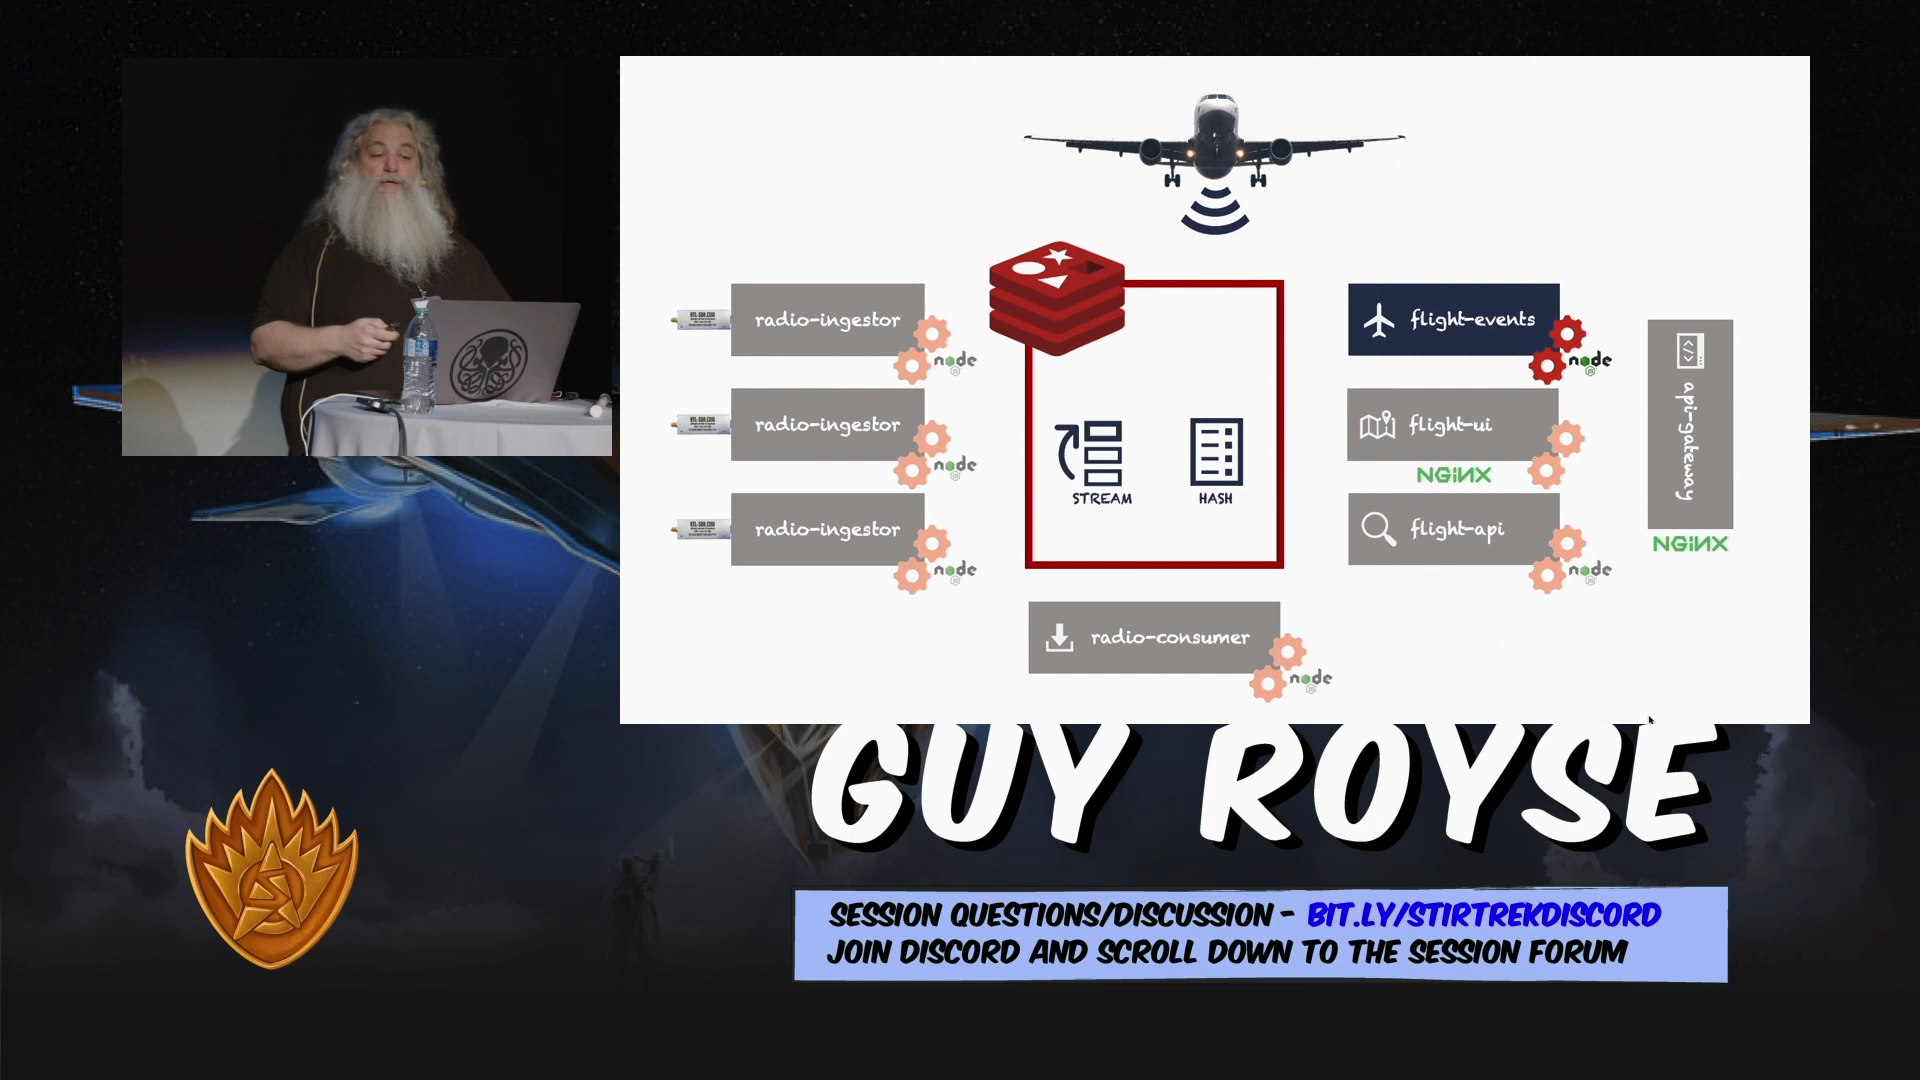 radio-ingestor
node
radio-ingestor
node
radio-ingestor
node
STREAM
HASH
radio-consumer
node
flight-events
node
flight-ui
NGINX
flight-api
node
api-gateway
NGINX
GUY ROYSE
SESSION QUESTIONS/DISCUSSION - BIT.LY/STIRTREKDISCORD
JOIN DISCORD AND SCROLL DOWN TO THE SESSION FORUM